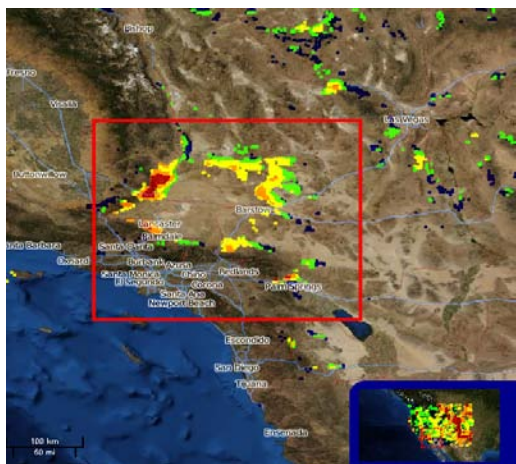 Bishop
Fresno
Visalia
Las Vegas
Buttonwillow
Barstow
Lancaster
Palmdale
Santa Clarita
Santa Barbara
Oxnard
Burbank
Azusa
Redlands
Santa Monica
Chino
El Segundo
Corona
Palm Springs
Santa Ana
Newport Beach
Escondido
San Diego
Tijuana
Ensenada
100 km
60 mi